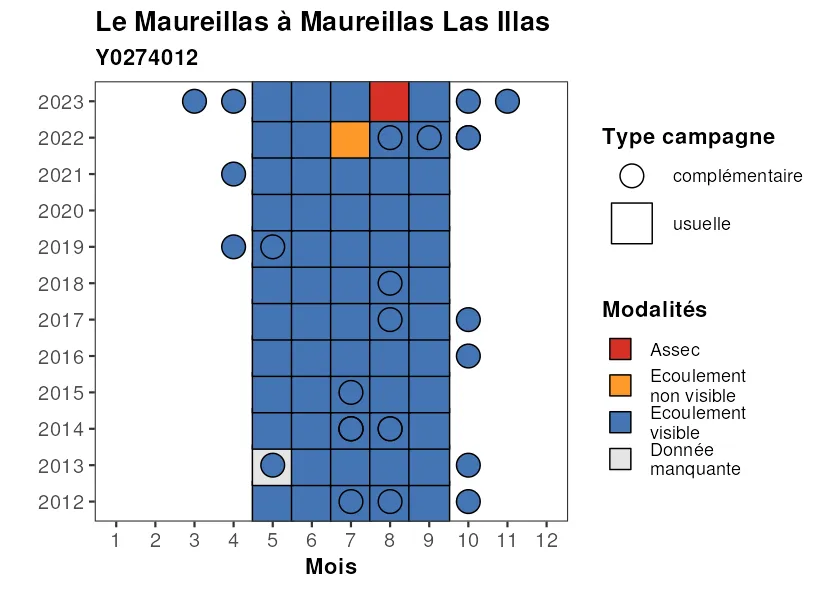 Le Maureillas à Maureillas Las Illas
Y0274012
2023
2022
2021
2020
2019
2018
2017
2016
2015
2014
2013
2012
1 2 3 4 5 6 7 8 9 10 11 12
Mois
Type campagne
complémentaire
usuelle
Modalités
Assec
Ecoulement
non visible
Ecoulement
visible
Donnée
manquante